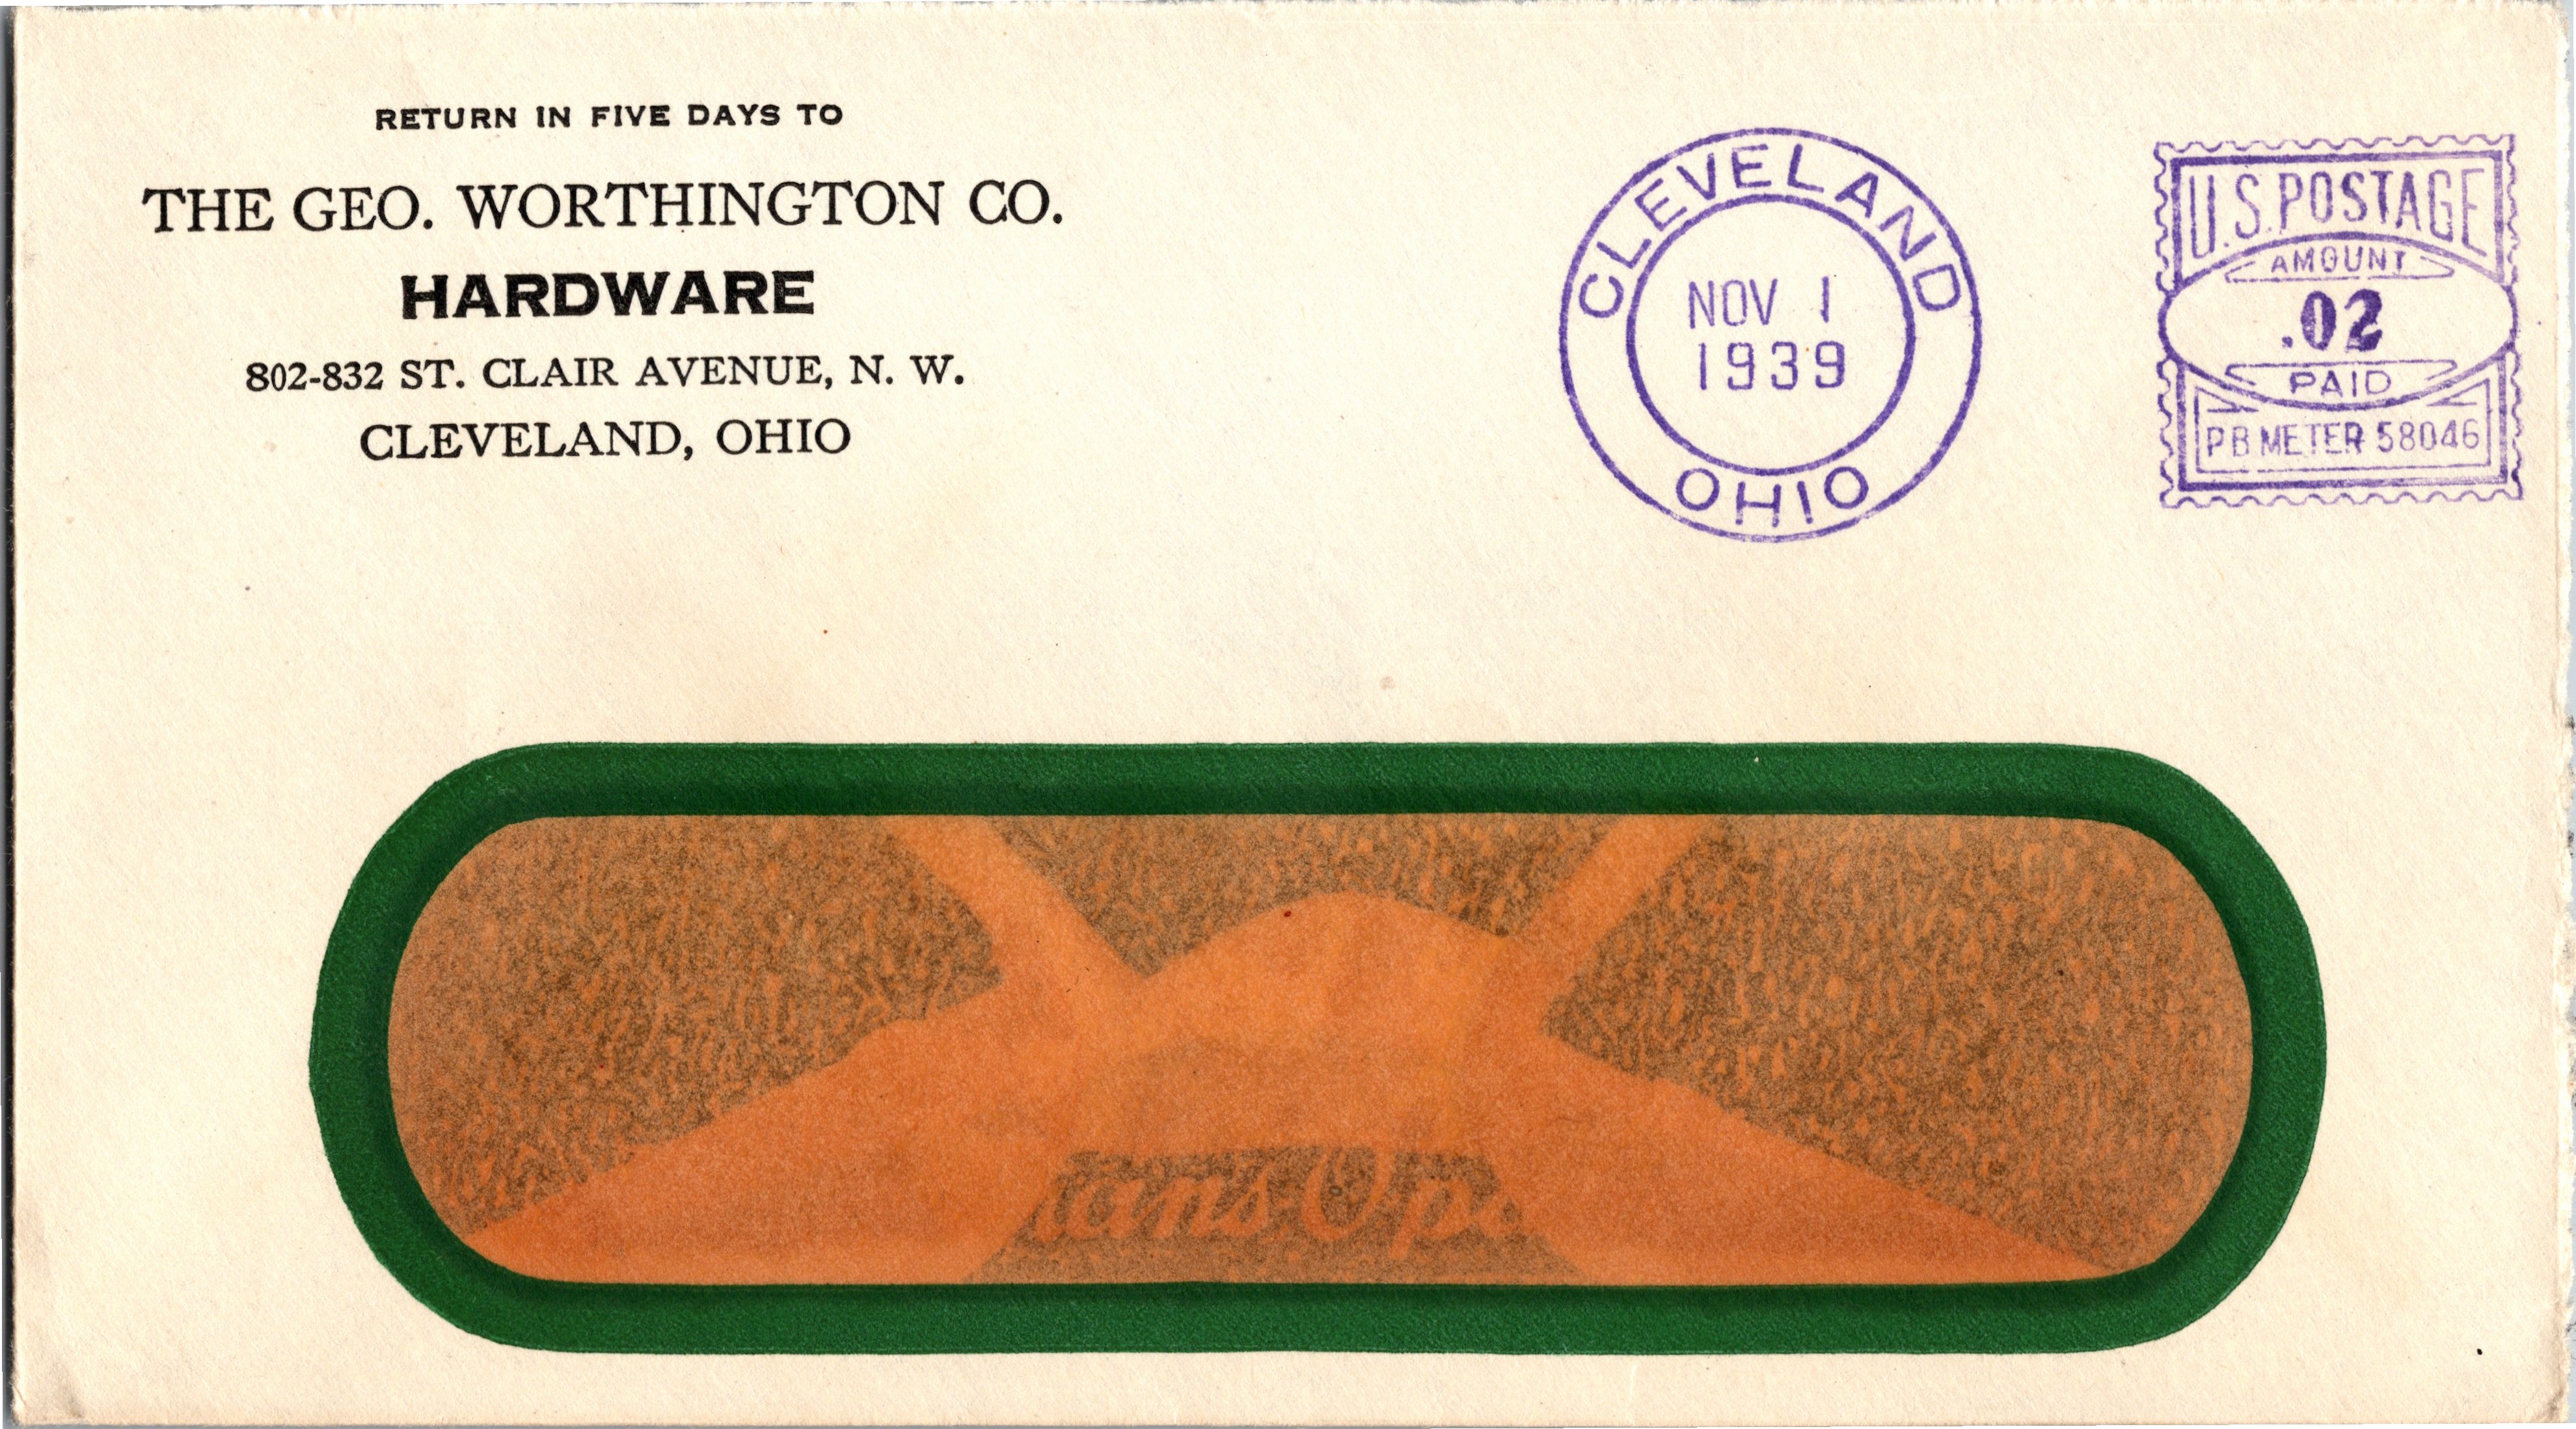 RETURN IN FIVE DAYS TO
THE GEO. WORTHINGTON CO.
HARDWARE
802-832 ST. CLAIR AVENUE, N. W.
CLEVELAND, OHIO
CLEVELAND
NOV 1
1939
OHIO
U.S. POSTAGE
AMOUNT
.02
PAID
PB METER 58046